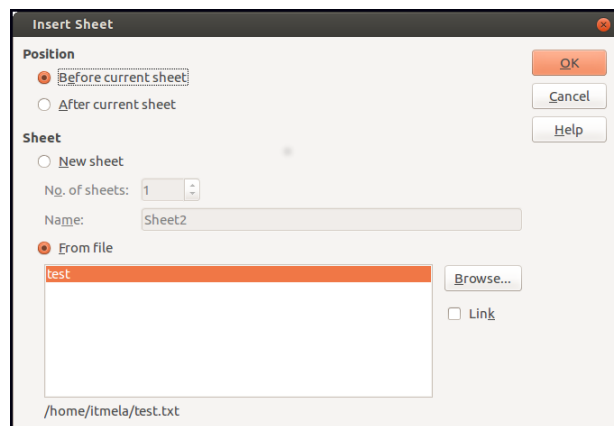 Insert Sheet
Position
Before current sheet
After current sheet
OK
Cancel
Help
Sheet
New sheet
No. of sheets: 1
Name: Sheet2
From file
test
Browse...
Link
/home/itmela/test.txt